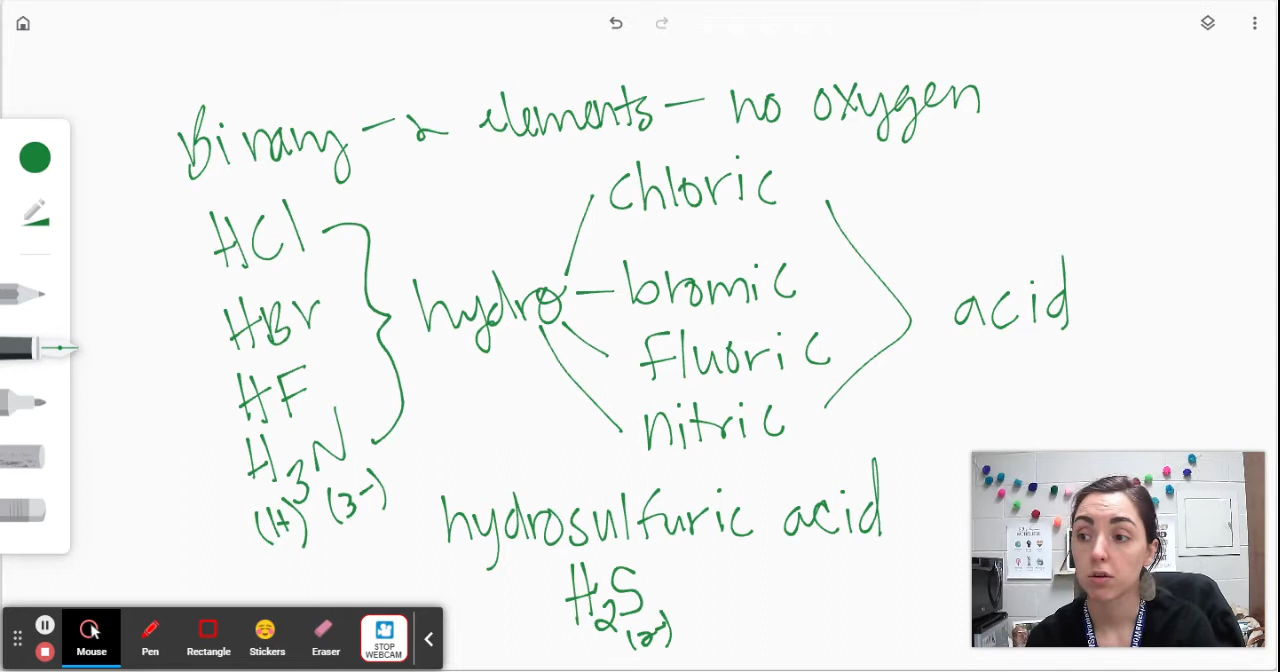 Binary - 2 elements - no oxygen
HCl
HBr
HF
H3N
(1+) (3-)
hydro
chloric
bromic
fluoric
nitric
acid
hydrosulfuric acid
H2S
(2-)
Mouse
Pen
Rectangle
Stickers
Eraser
STOP
WEBCAM